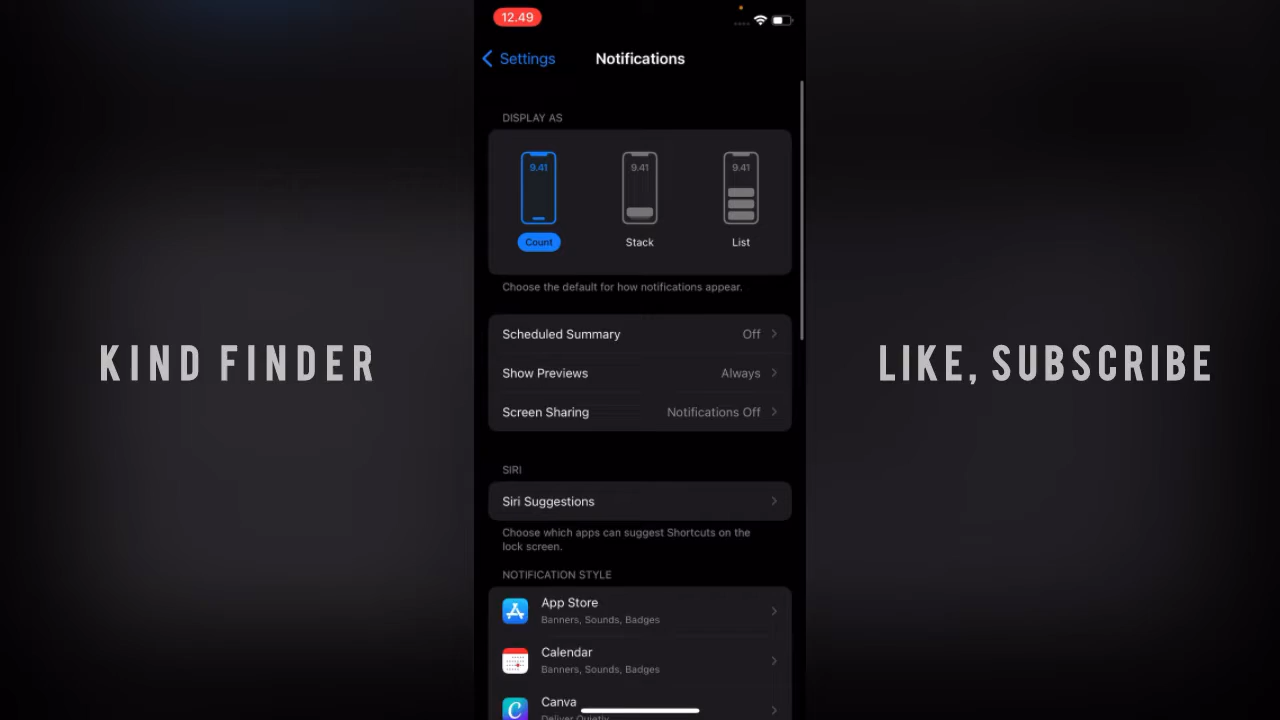 12.49
Settings
Notifications
DISPLAY AS
9.41
9.41
9.41
Count
Stack
List
Choose the default for how notifications appear.
Scheduled Summary
Off
Show Previews
Always
Screen Sharing
Notifications Off
KIND FINDER
LIKE, SUBSCRIBE
SIRI
Siri Suggestions
Choose which apps can suggest Shortcuts on the
lock screen.
NOTIFICATION STYLE
App Store
Banners, Sounds, Badges
Calendar
Banners, Sounds, Badges
Canva
Deliver Quietly